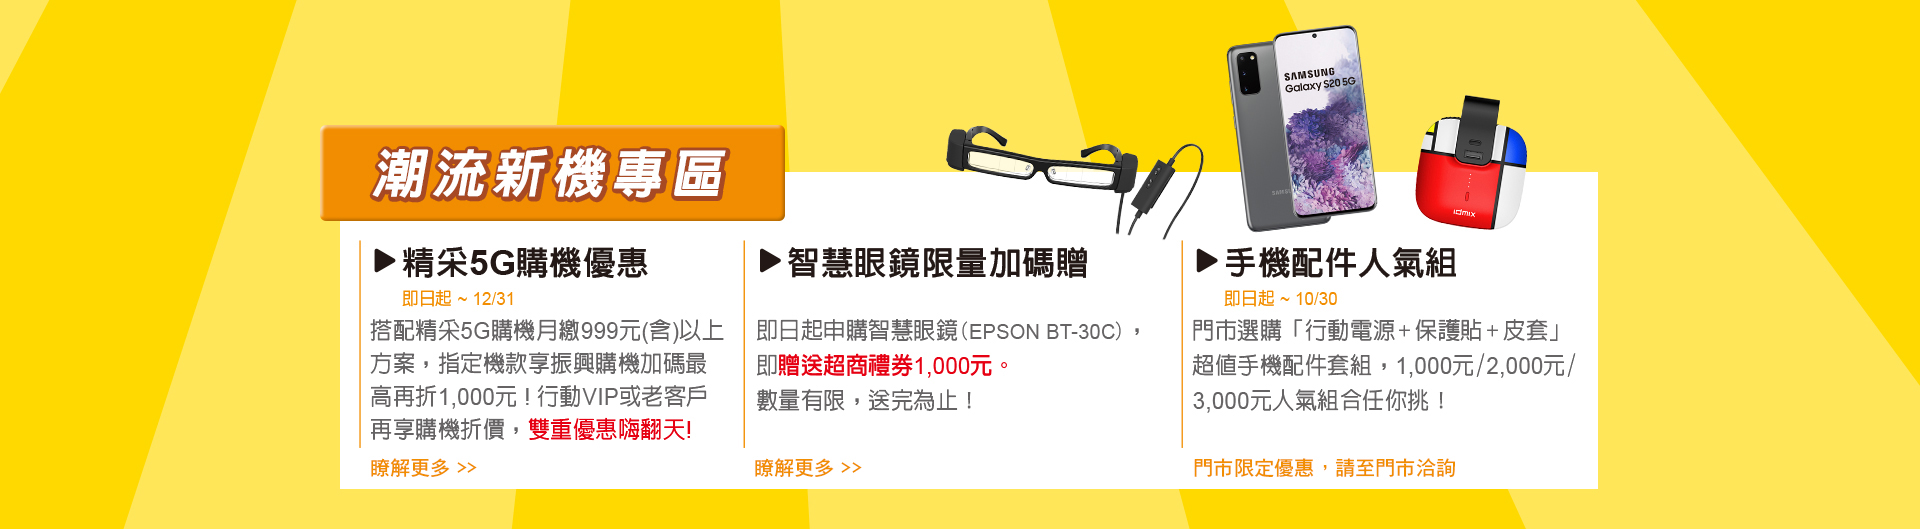 SAMSUNG
Galaxy S20 5G
idmix
潮流新機專區
▶精采5G購機優惠
即日起 ~ 12/31
搭配精采5G購機月繳999元(含)以上
方案，指定機款享振興購機加碼最
高再折1,000元！行動VIP或老客戶
再享購機折價，雙重優惠嗨翻天!
瞭解更多 >>
▶智慧眼鏡限量加碼贈
即日起申購智慧眼鏡（EPSON BT-30C），
即贈送超商禮券1,000元。
數量有限，送完為止！
瞭解更多 >>
▶手機配件人氣組
即日起 ~ 10/30
門市選購「行動電源+保護貼+皮套」
超值手機配件套組，1,000元/2,000元/
3,000元人氣組合任你挑！
門市限定優惠，請至門市洽詢